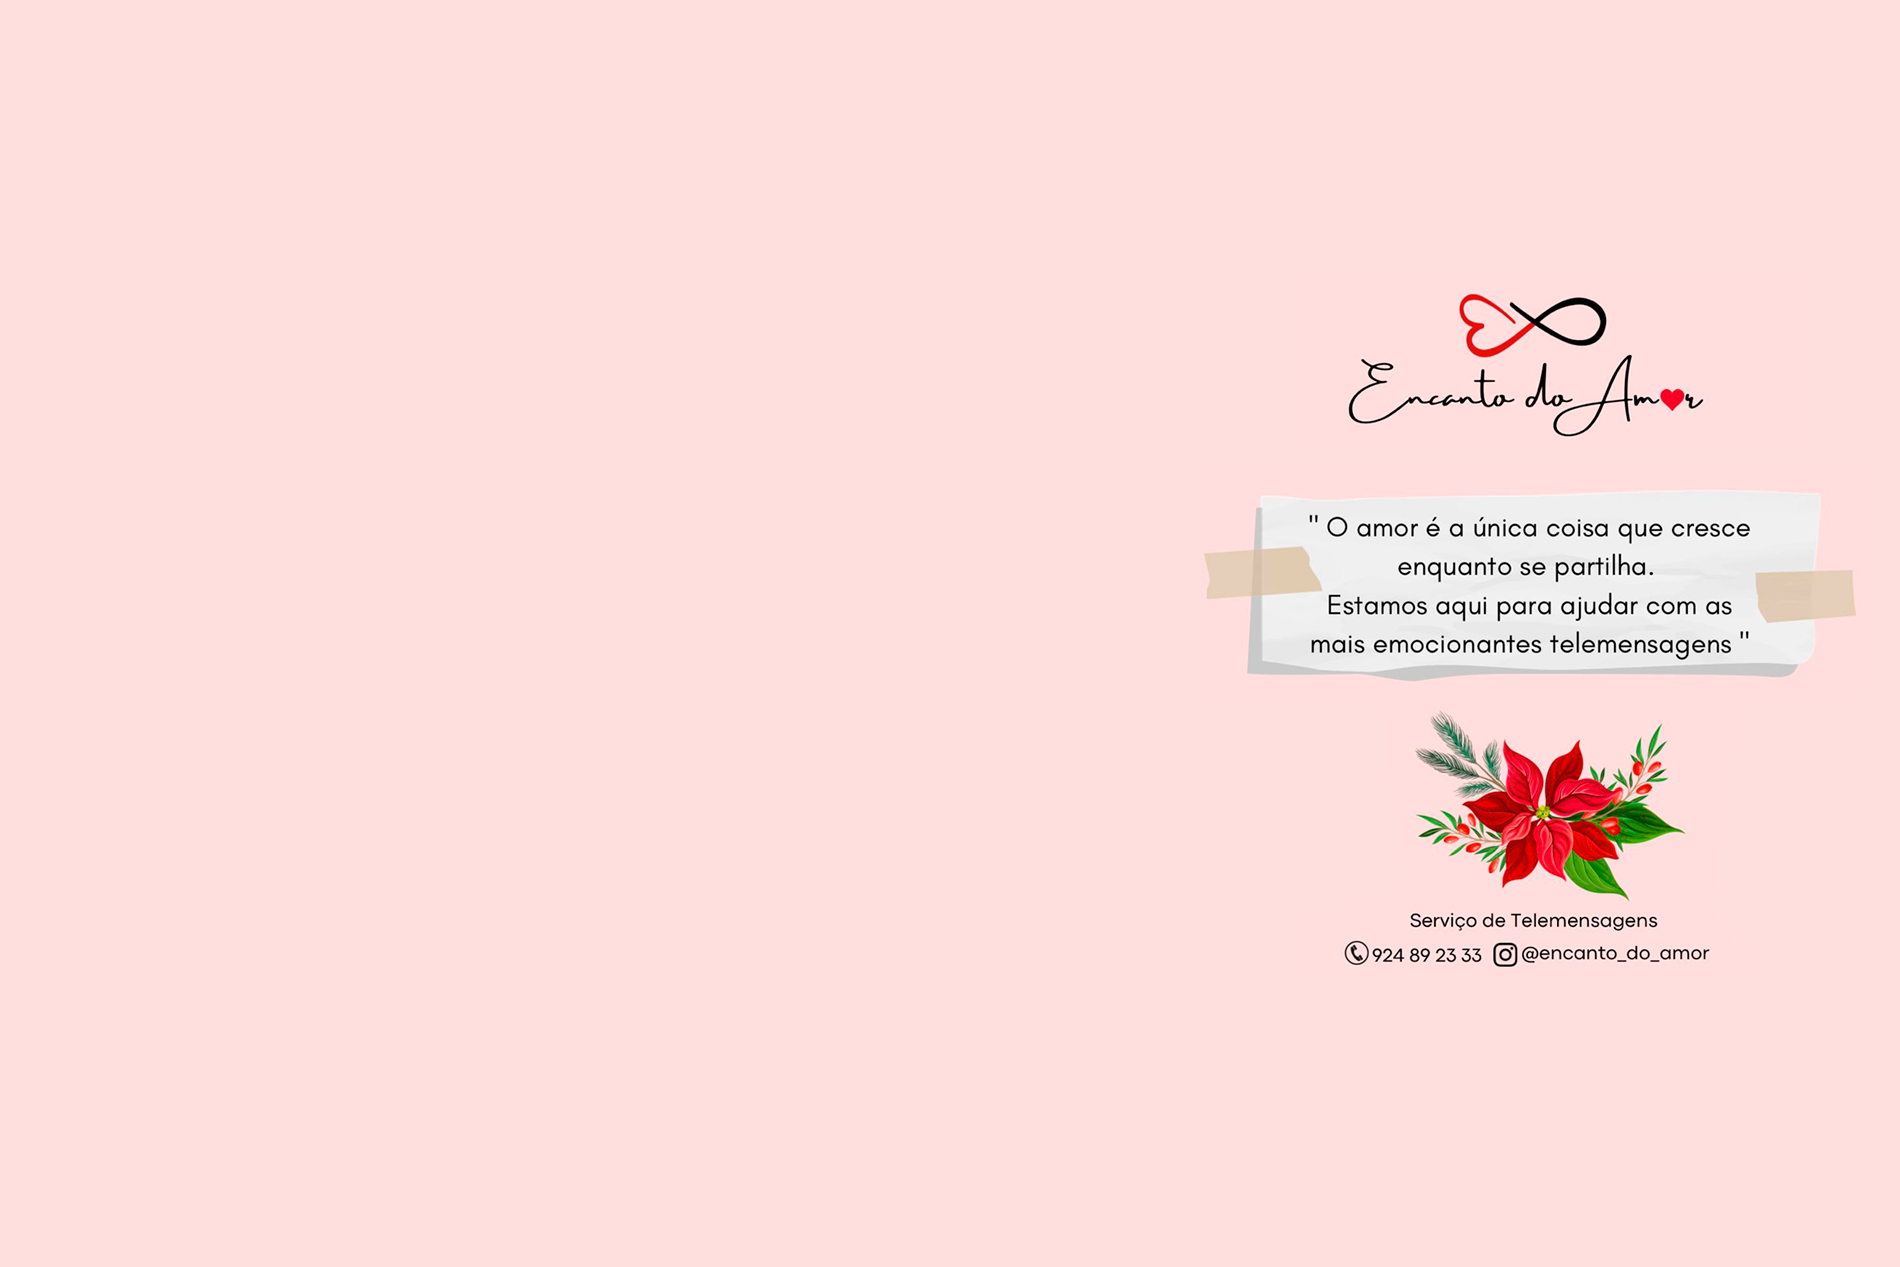 Encanto do Amor
" O amor é a única coisa que cresce
enquanto se partilha.
Estamos aqui para ajudar com as
mais emocionantes telemensagens "
Serviço de Telemensagens
924 89 23 33 @encanto_do_amor